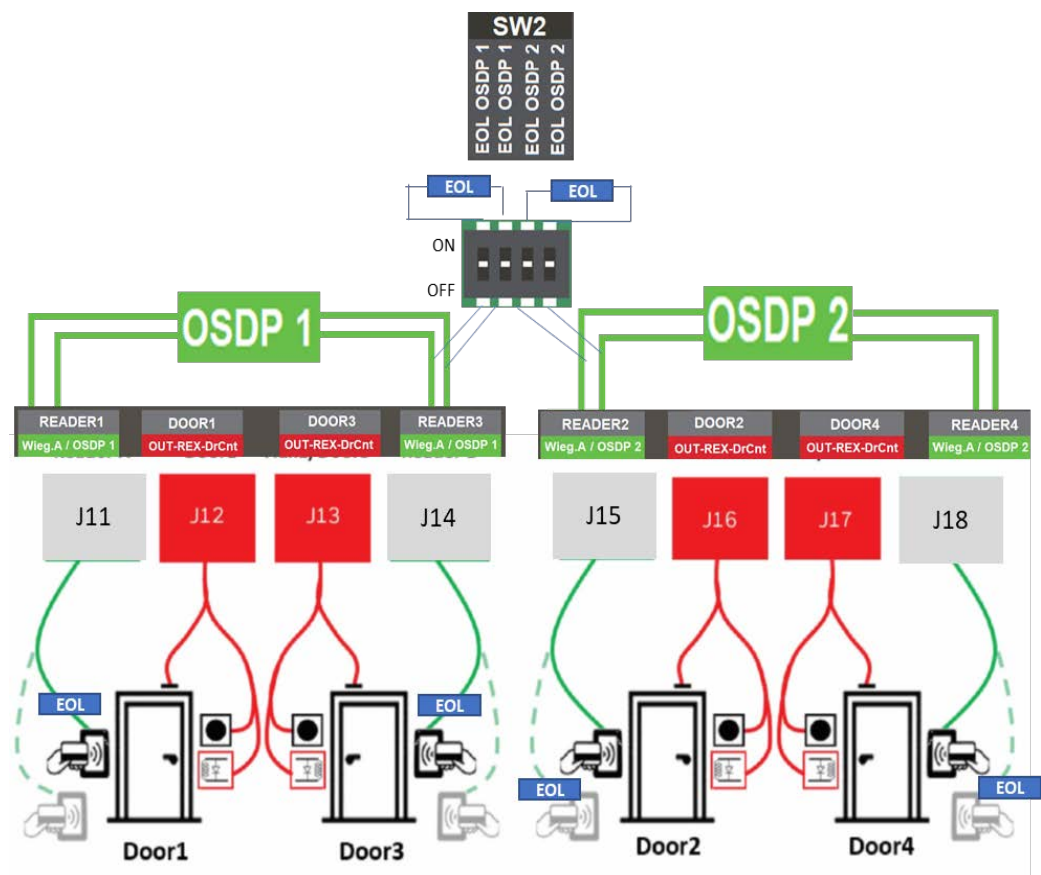 SW2
EOL OSDP 1
EOL OSDP 1
EOL OSDP 2
EOL OSDP 2
EOL
EOL
ON
OFF
OSDP 1
OSDP 2
READER1
DOOR1
DOOR3
READER3
Wieg.A / OSDP 1
OUT-REX-DrCnt
OUT-REX-DrCnt
Wieg.A / OSDP 1
READER2
DOOR2
DOOR4
READER4
Wieg.A / OSDP 2
OUT-REX-DrCnt
OUT-REX-DrCnt
Wieg.A / OSDP 2
J11
J12
J13
J14
J15
J16
J17
J18
EOL
EOL
EOL
EOL
Door1
Door3
Door2
Door4